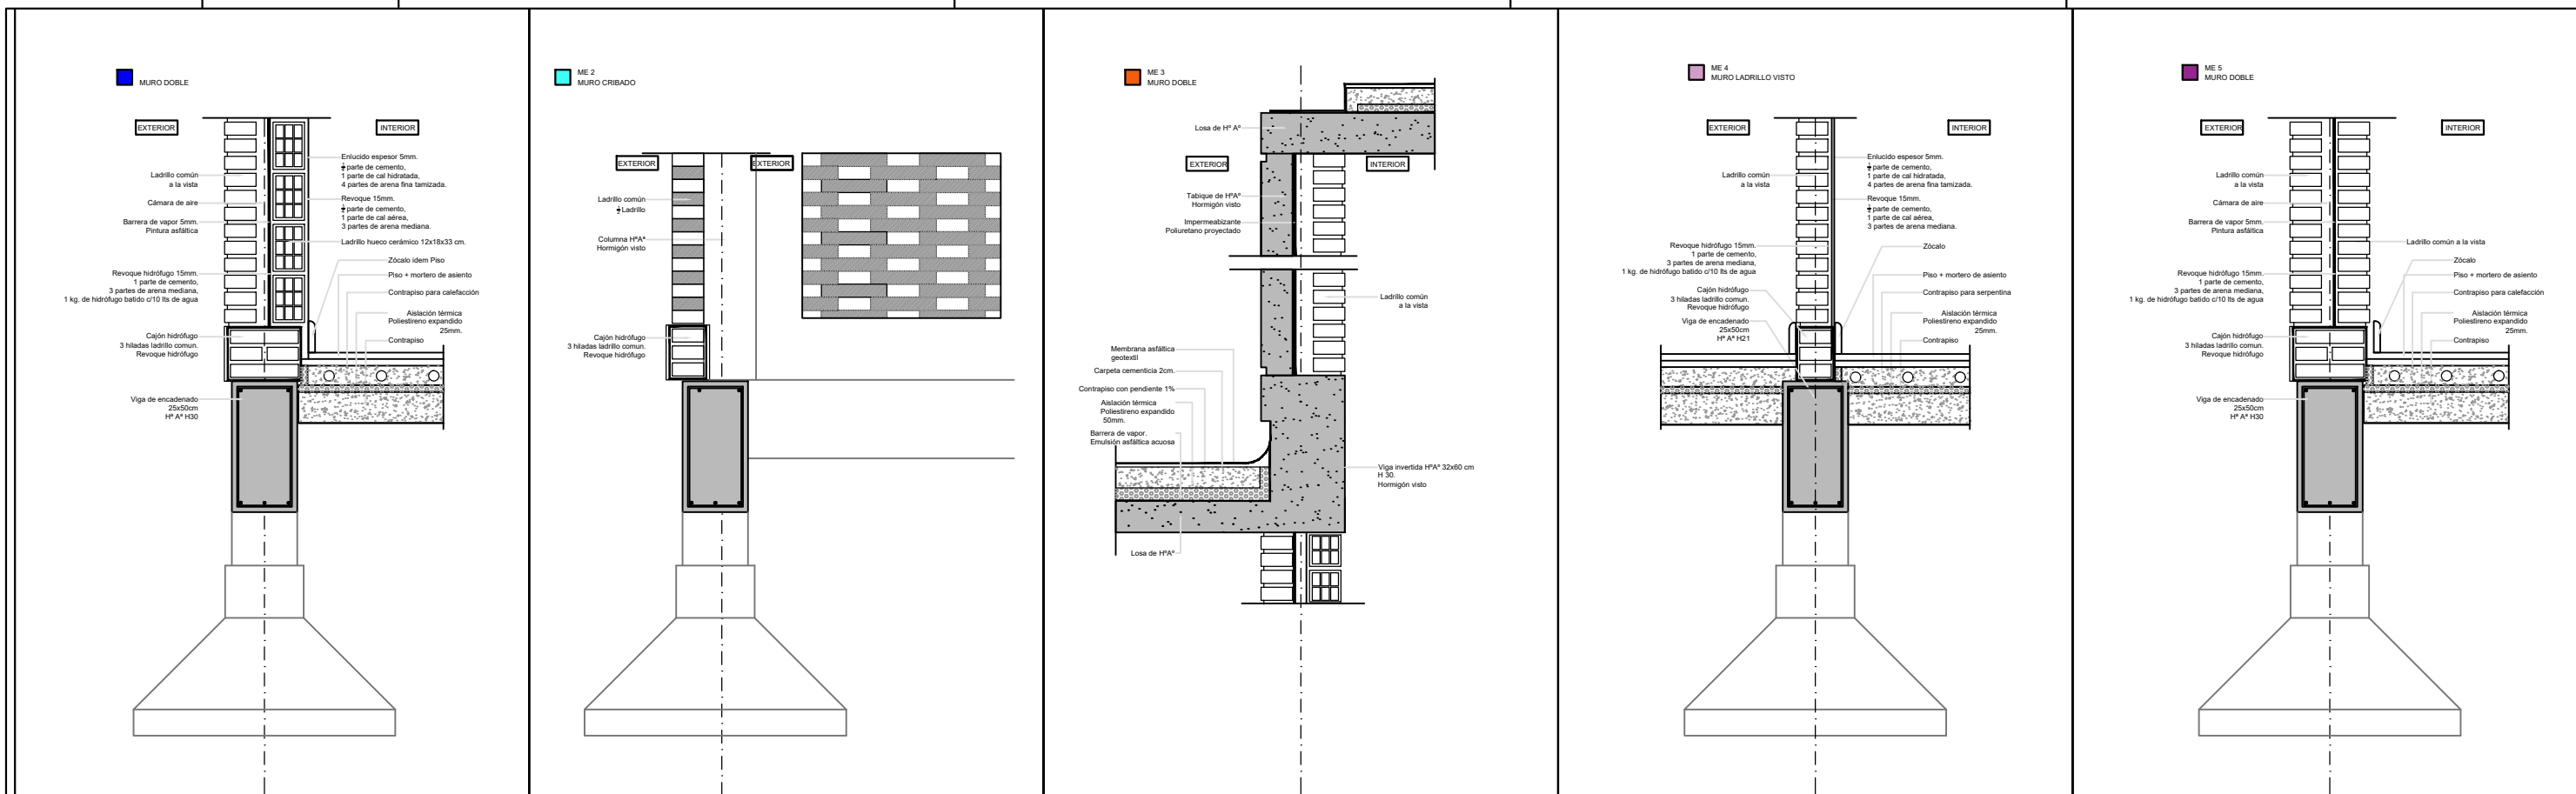 MURO DOBLE
EXTERIOR
INTERIOR
Ladrillo común
a la vista
Cámara de aire
Barrera de vapor 5mm.
Pintura asfáltica
Revoque hidrófugo 15mm.
1 parte de cemento,
3 partes de arena mediana,
1 kg. de hidrófugo batido c/10 lts de agua
Cajón hidrófugo
3 hiladas ladrillo comun.
Revoque hidrófugo
Viga de encadenado
25x50cm
Hº Aº H30
Enlucido espesor 5mm.
parte de cemento,
1 parte de cal hidratada,
4 partes de arena fina tamizada.
Revoque 15mm.
parte de cemento,
1 parte de cal aérea,
3 partes de arena mediana.
Ladrillo hueco cerámico 12x18x33 cm.
Zócalo idem Piso
Piso + mortero de asiento
Contrapiso para calefacción
Aislación térmica
Poliestireno expandido
25mm.
Contrapiso
ME 2
MURO CRIBADO
EXTERIOR
EXTERIOR
Ladrillo común
Ladrillo
Columna HºAº
Hormigón visto
Cajón hidrófugo
3 hiladas ladrillo comun.
Revoque hidrófugo
ME 3
MURO DOBLE
Losa de Hº Aº
EXTERIOR
INTERIOR
Tabique de HºAº
Hormigón visto
Impermeabizante
Poliuretano proyectado
Ladrillo común
a la vista
Membrana asfáltica
geotextil
Carpeta cementicia 2cm.
Contrapiso con pendiente 1%
Aislación térmica
Poliestireno expandido
50mm.
Barrera de vapor.
Emulsión asfáltica acuosa
Viga invertida HºAº 32x60 cm
H 30.
Hormigón visto
Losa de HºAº
ME 4
MURO LADRILLO VISTO
EXTERIOR
INTERIOR
Ladrillo común
a la vista
Revoque hidrófugo 15mm.
1 parte de cemento,
3 partes de arena mediana,
1 kg. de hidrófugo batido c/10 lts de agua
Cajón hidrófugo
3 hiladas ladrillo comun.
Revoque hidrófugo
Viga de encadenado
25x50cm
Hº Aº H21
Enlucido espesor 5mm.
parte de cemento,
1 parte de cal hidratada,
4 partes de arena fina tamizada.
Revoque 15mm.
parte de cemento,
1 parte de cal aérea,
3 partes de arena mediana.
Zócalo
Piso + mortero de asiento
Contrapiso para serpentina
Aislación térmica
Poliestireno expandido
25mm.
Contrapiso
ME 5
MURO DOBLE
EXTERIOR
INTERIOR
Ladrillo común
a la vista
Cámara de aire
Barrera de vapor 5mm.
Pintura asfáltica
Revoque hidrófugo 15mm.
1 parte de cemento,
3 partes de arena mediana,
1 kg. de hidrófugo batido c/10 lts de agua
Cajón hidrófugo
3 hiladas ladrillo comun.
Revoque hidrófugo
Viga de encadenado
25x50cm
Hº Aº H30
Ladrillo común a la vista
Zócalo
Piso + mortero de asiento
Contrapiso para calefacción
Aislación térmica
Poliestireno expandido
25mm.
Contrapiso